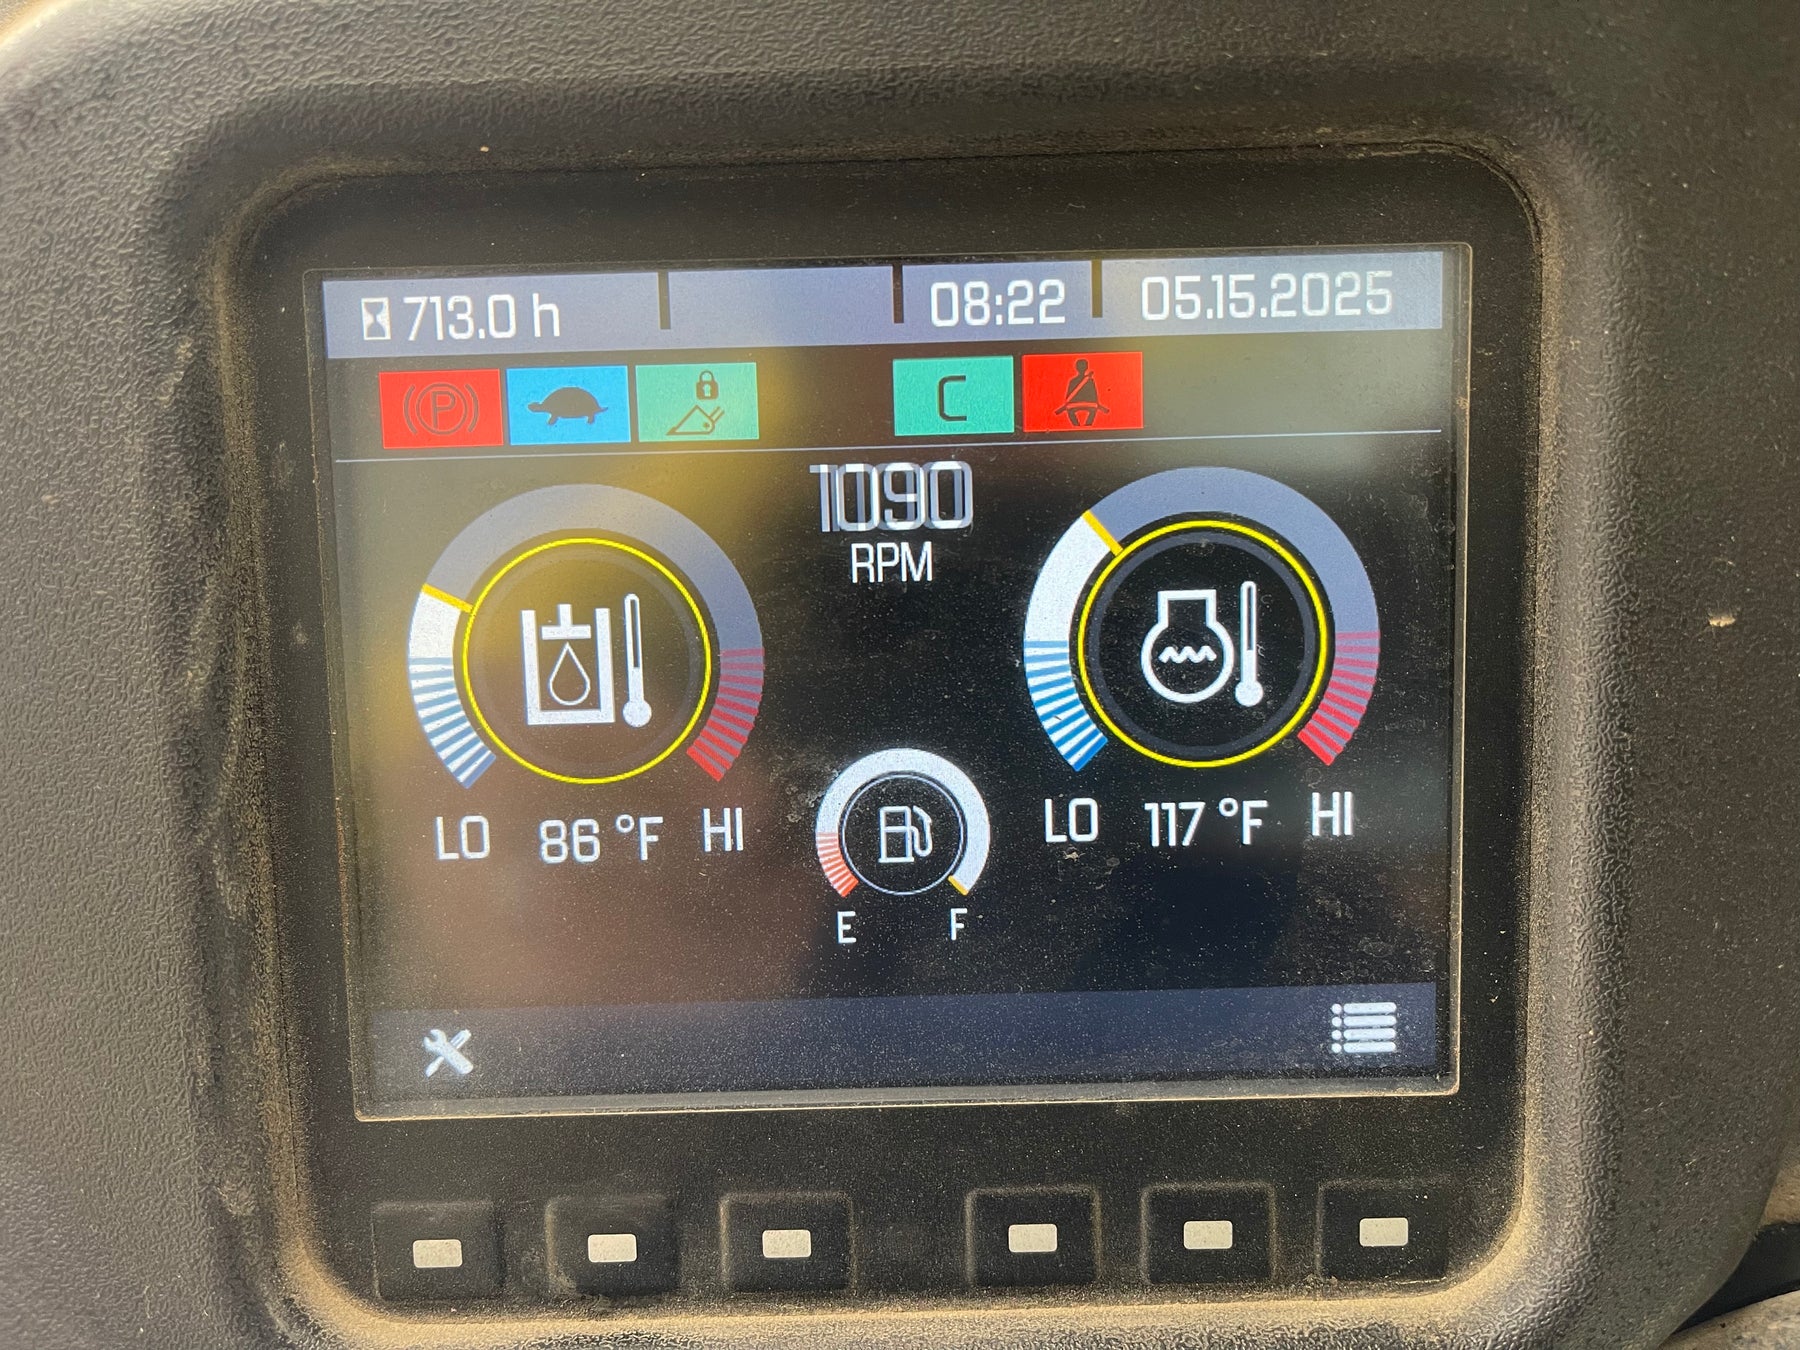 713.0 h 08:22 05.15.2025
P C
1090
RPM
LO 86 °F HI
LO 117 °F HI
E F